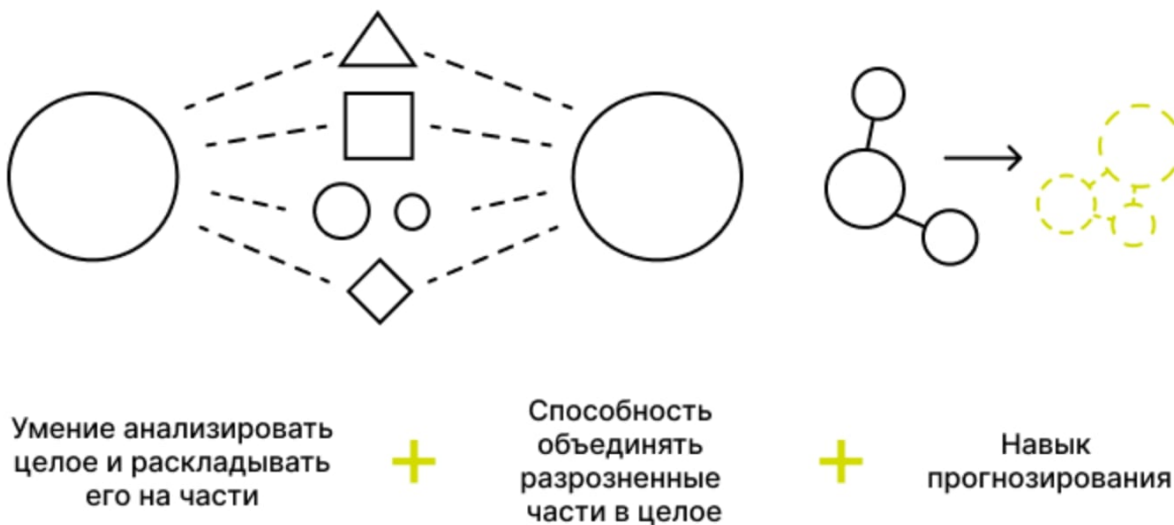 Умение анализировать
целое и раскладывать
его на части
+
Способность
объединять
разрозненные
части в целое
+
Навык
прогнозирования